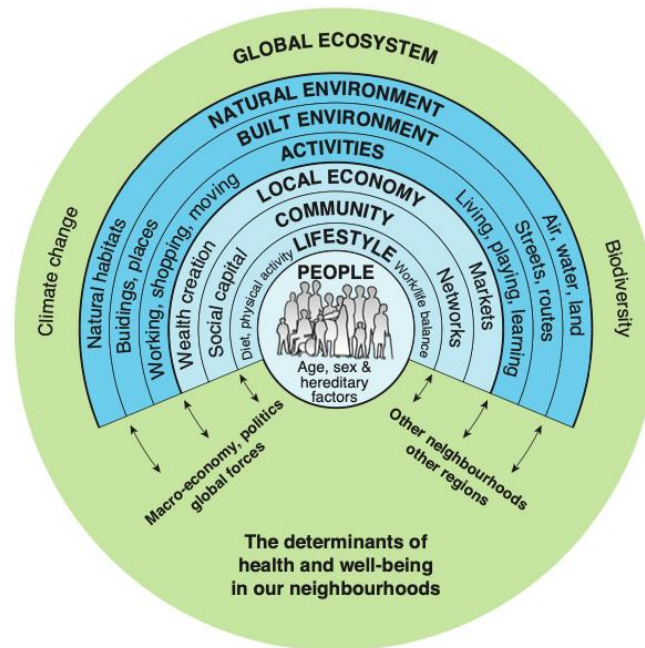 GLOBAL ECOSYSTEM
NATURAL ENVIRONMENT
BUILT ENVIRONMENT
ACTIVITIES
LOCAL ECONOMY
COMMUNITY
LIFESTYLE
PEOPLE
Age, sex &
hereditary
factors
Climate change
Natural habitats
Buidings, places
Working, shopping, moving
Wealth creation
Social capital
Diet, physical activity
Work/life balance
Networks
Markets
Living, playing, learning
Streets, routes
Air, water, land
Biodiversity
Macro-economy, politics
global forces
Other neighbourhoods
other regions
The determinants of
health and well-being
in our neighbourhoods